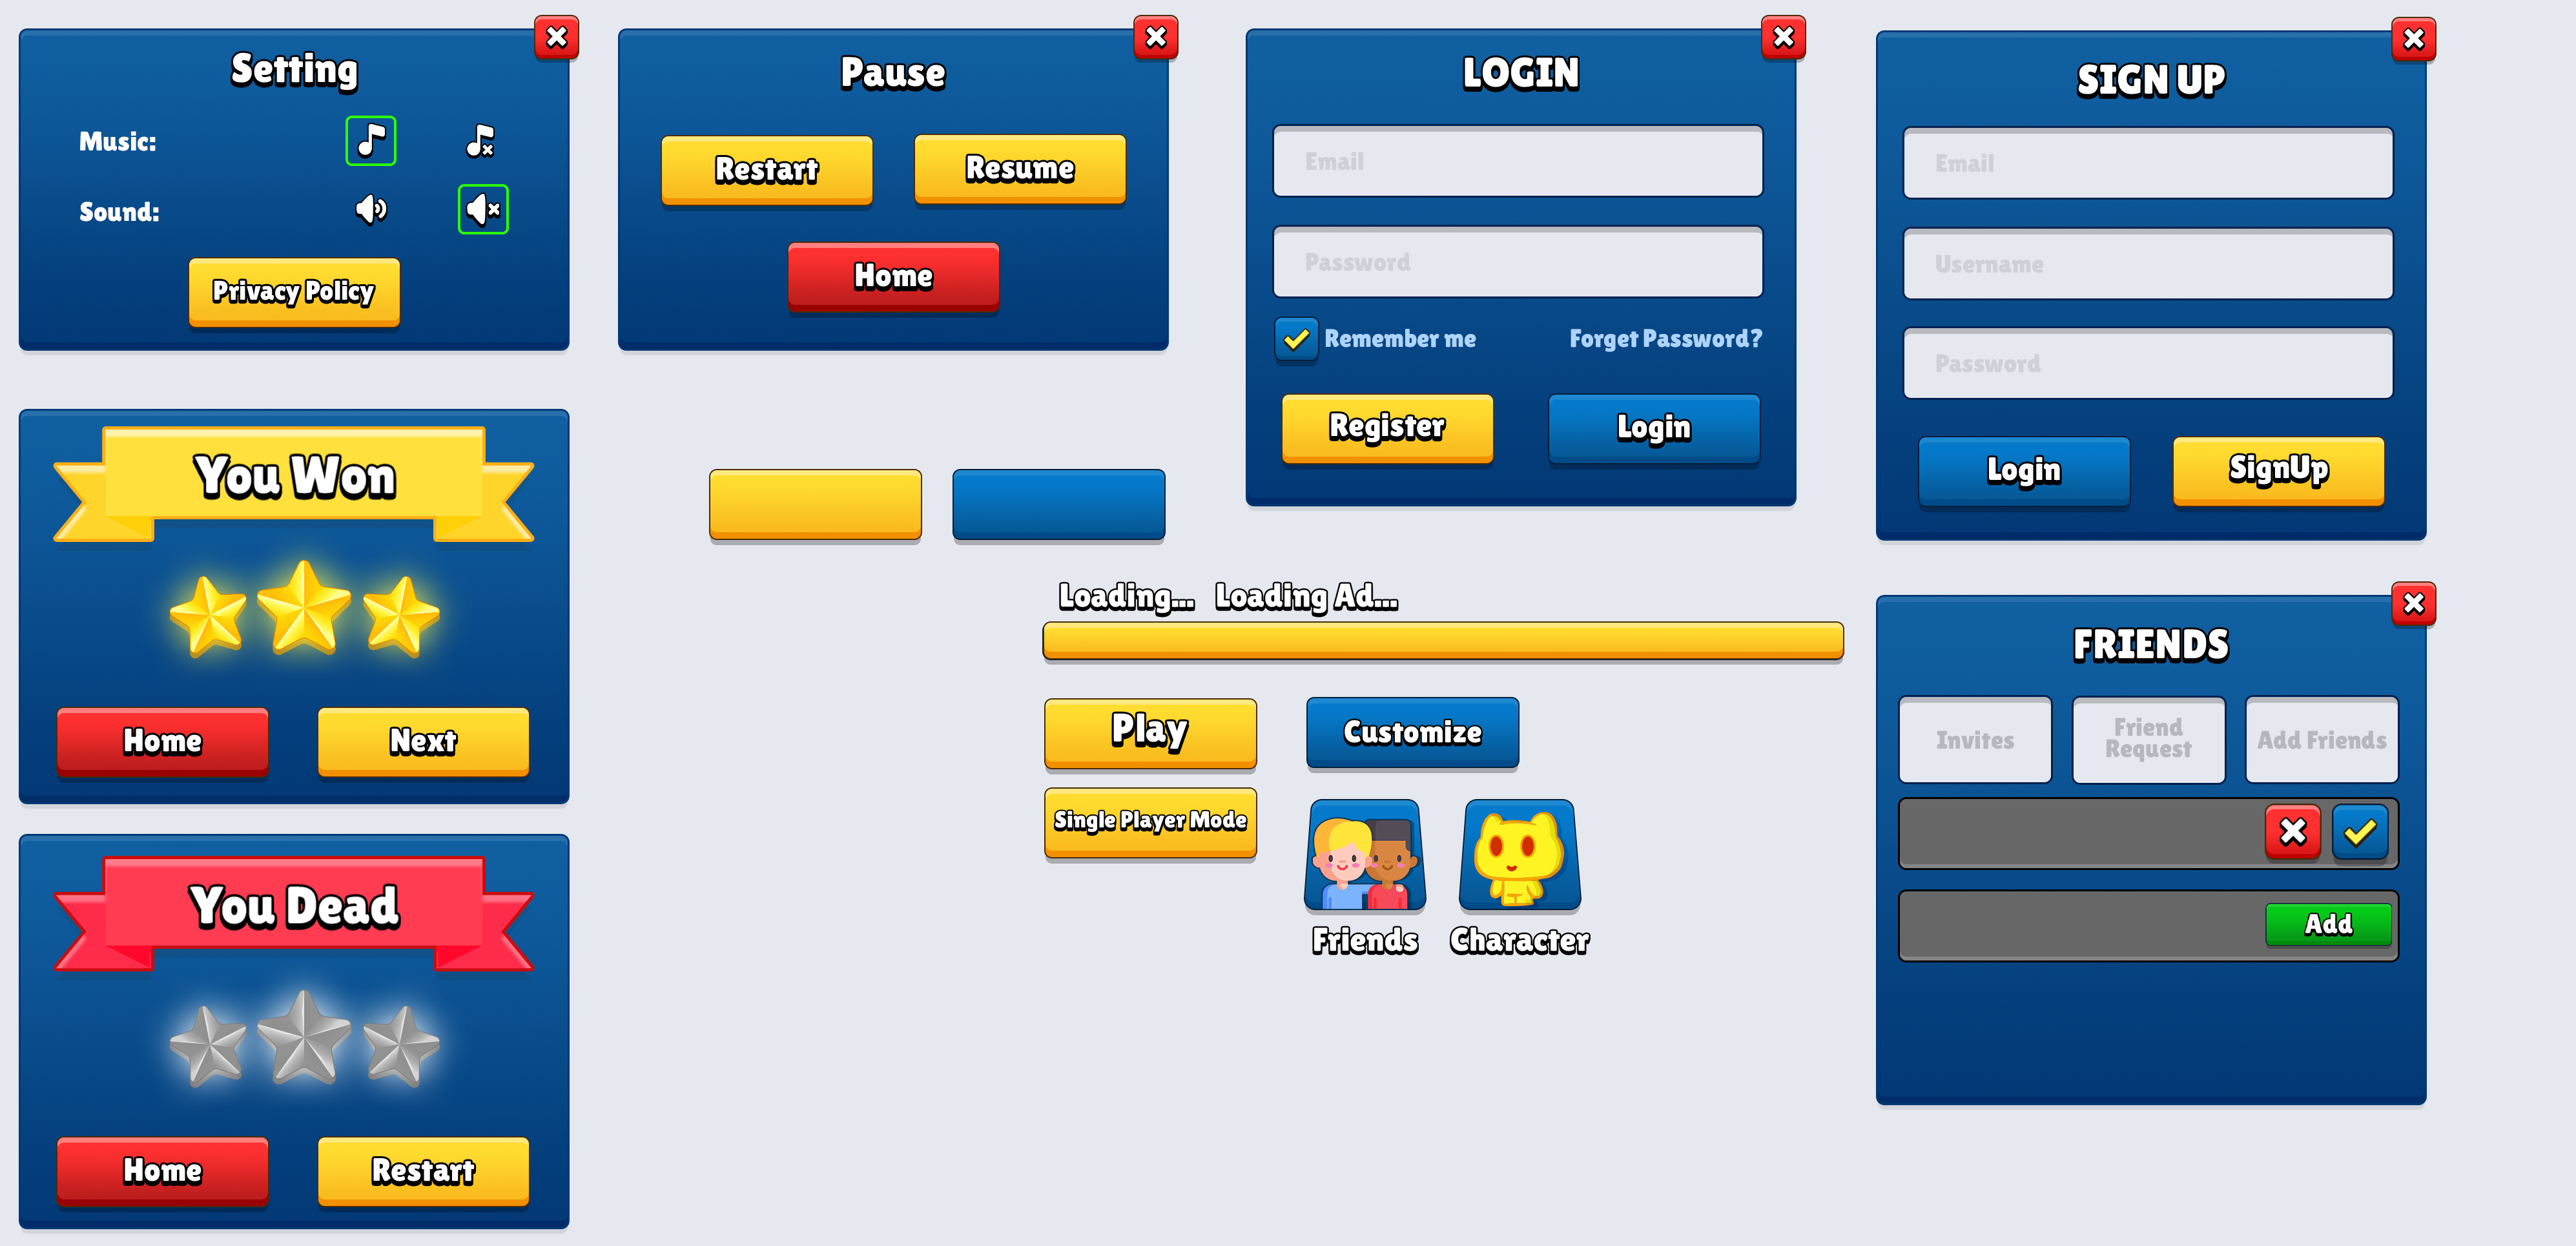 Setting
Music:
Sound:
Privacy Policy
Pause
Restart
Resume
Home
LOGIN
Email
Password
Remember me
Forget Password?
Register
Login
SIGN UP
Email
Username
Password
Login
SignUp
You Won
Home
Next
Loading...
Loading Ad...
Play
Customize
Single Player Mode
Friends
Character
FRIENDS
Invites
Friend
Request
Add Friends
Add
You Dead
Home
Restart